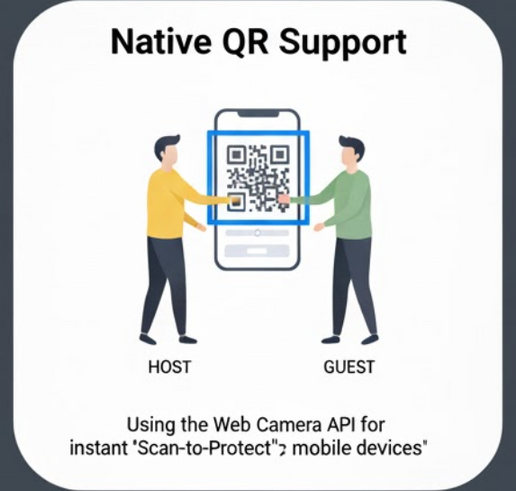 Native QR Support
HOST
GUEST
Using the Web Camera API for
instant "Scan-to-Protect" mobile devices"